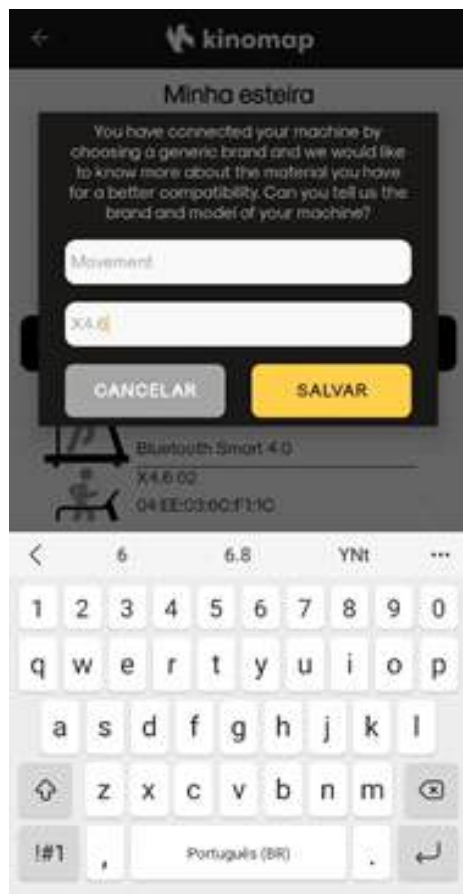 kinomap
Minha esteira
You have connected your machine by
choosing a generic brand and we would like
to know more about the material you have
for a better compatibility. Can you tell us the
brand and model of your machine?
Movement
X4.6
CANCELAR
SALVAR
Bluetooth Smart 4.0
X4.6 02
04:EE:03:6C:F1:1C
6
6.8
YNt
1 2 3 4 5 6 7 8 9 0
q w e r t y u i o p
a s d f g h j k l
z x c v b n m
!#1 , Português (BR) .